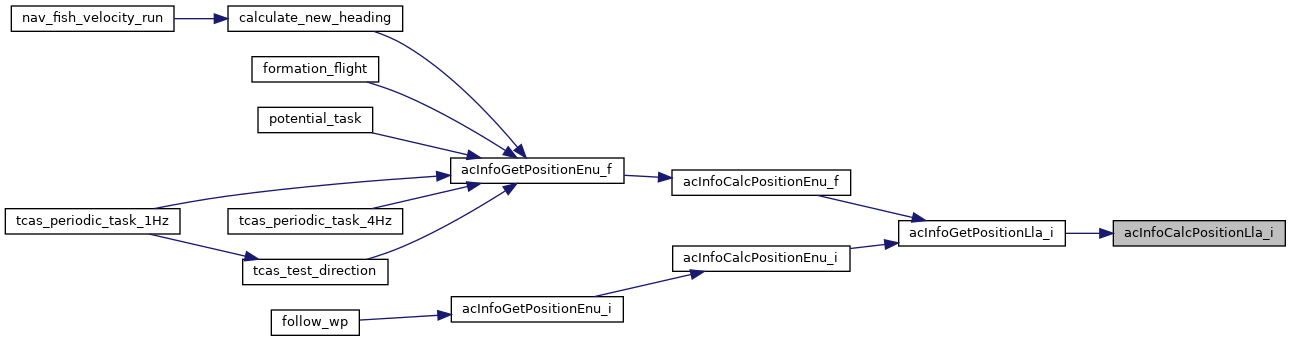 nav_fish_velocity_run
calculate_new_heading
formation_flight
potential_task
acInfoGetPositionEnu_f
acInfoCalcPositionEnu_f
tcas_periodic_task_1Hz
tcas_periodic_task_4Hz
acInfoGetPositionLla_i
acInfoCalcPositionLla_i
acInfoCalcPositionEnu_i
tcas_test_direction
acInfoGetPositionEnu_i
follow_wp